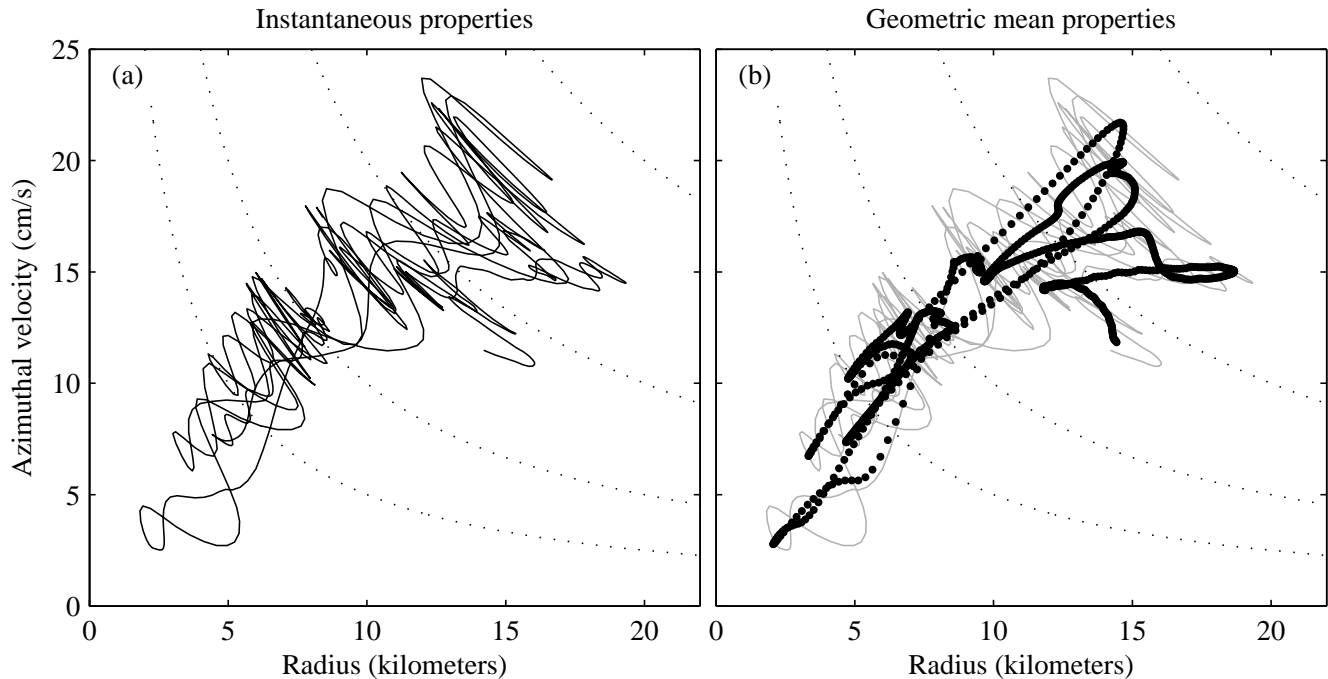 Instantaneous properties
Geometric mean properties
(a)
(b)
Azimuthal velocity (cm/s)
25
20
15
10
5
0
0 5 10 15 20
0 5 10 15 20
Radius (kilometers)
Radius (kilometers)